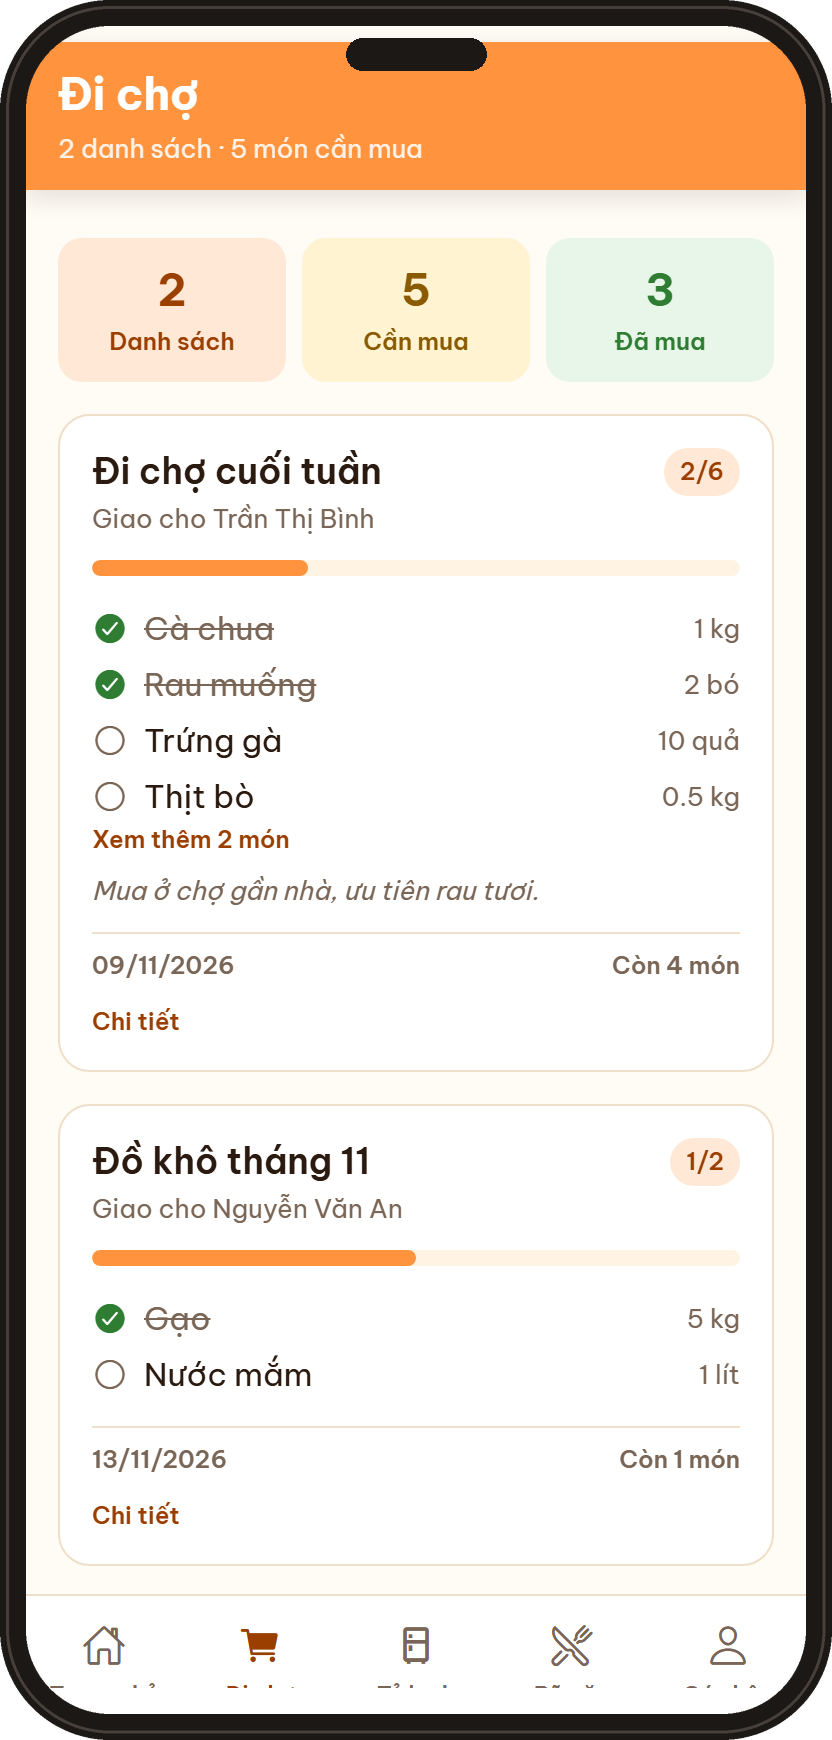 Đi chợ
2 danh sách · 5 món cần mua
2
Danh sách
5
Cần mua
3
Đã mua
Đi chợ cuối tuần
2/6
Giao cho Trần Thị Bình
Cà chua
1 kg
Rau muống
2 bó
Trứng gà
10 quả
Thịt bò
0.5 kg
Xem thêm 2 món
Mua ở chợ gần nhà, ưu tiên rau tươi.
09/11/2026
Còn 4 món
Chi tiết
Đồ khô tháng 11
1/2
Giao cho Nguyễn Văn An
Gạo
5 kg
Nước mắm
1 lít
13/11/2026
Còn 1 món
Chi tiết